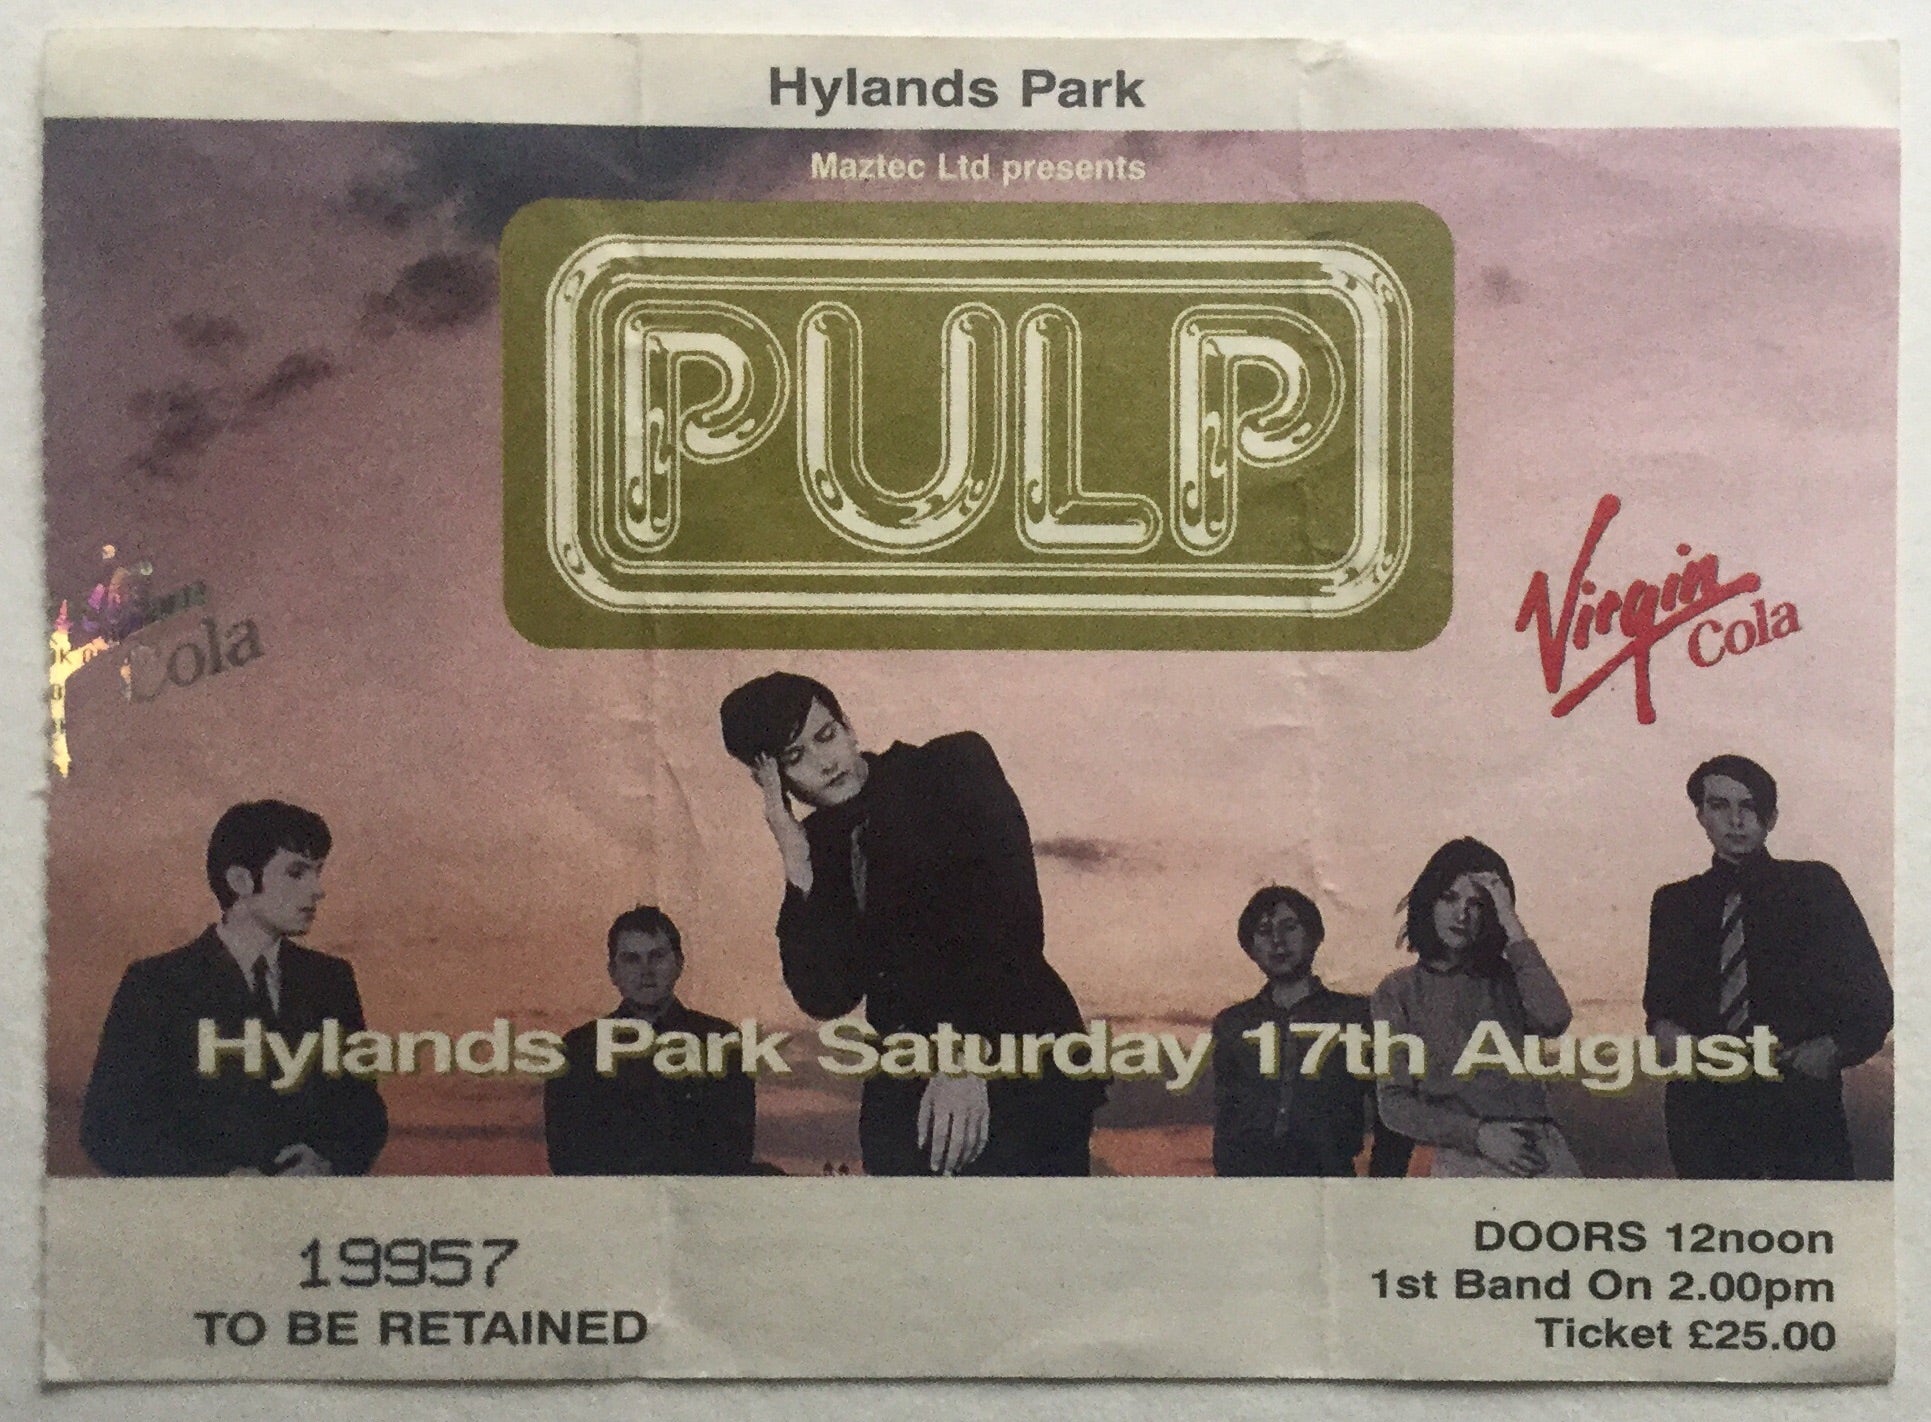 Hylands Park
Maztec Ltd presents
PULP
Virgin
Cola
Cola
Hylands Park Saturday 17th August
19957
TO BE RETAINED
DOORS 12noon
1st Band On 2.00pm
Ticket £25.00